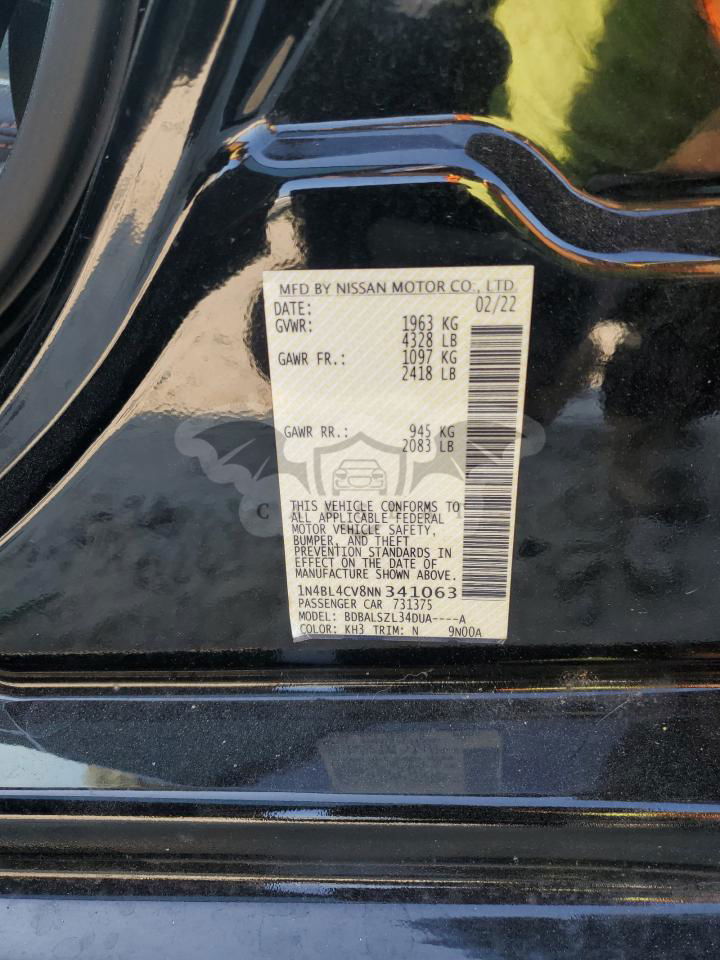 MFD BY NISSAN MOTOR CO., LTD
DATE: 02/22
GVWR: 1963 KG
4328 LB
GAWR FR.: 1097 KG
2418 LB
GAWR RR.: 945 KG
2083 LB
THIS VEHICLE CONFORMS TO
ALL APPLICABLE FEDERAL
MOTOR VEHICLE SAFETY,
BUMPER, AND THEFT
PREVENTION STANDARDS IN
EFFECT ON THE DATE OF
MANUFACTURE SHOWN ABOVE.
1N4BL4CV8NN341063
PASSENGER CAR 731375
MODEL: BDBALSZL34DUA----A
COLOR: KH3 TRIM: N 9N00A